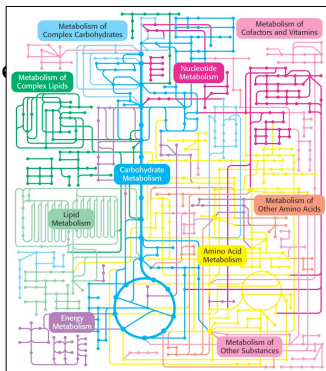 Metabolism of
Complex Carbohydrates
Metabolism of
Cofactors and Vitamins
Nucleotide
Metabolism
Metabolism of
Complex Lipids
Carbohydrate
Metabolism
Metabolism of
Other Amino Acids
Lipid
Metabolism
Amino Acid
Metabolism
Energy
Metabolism
Metabolism of
Other Substances